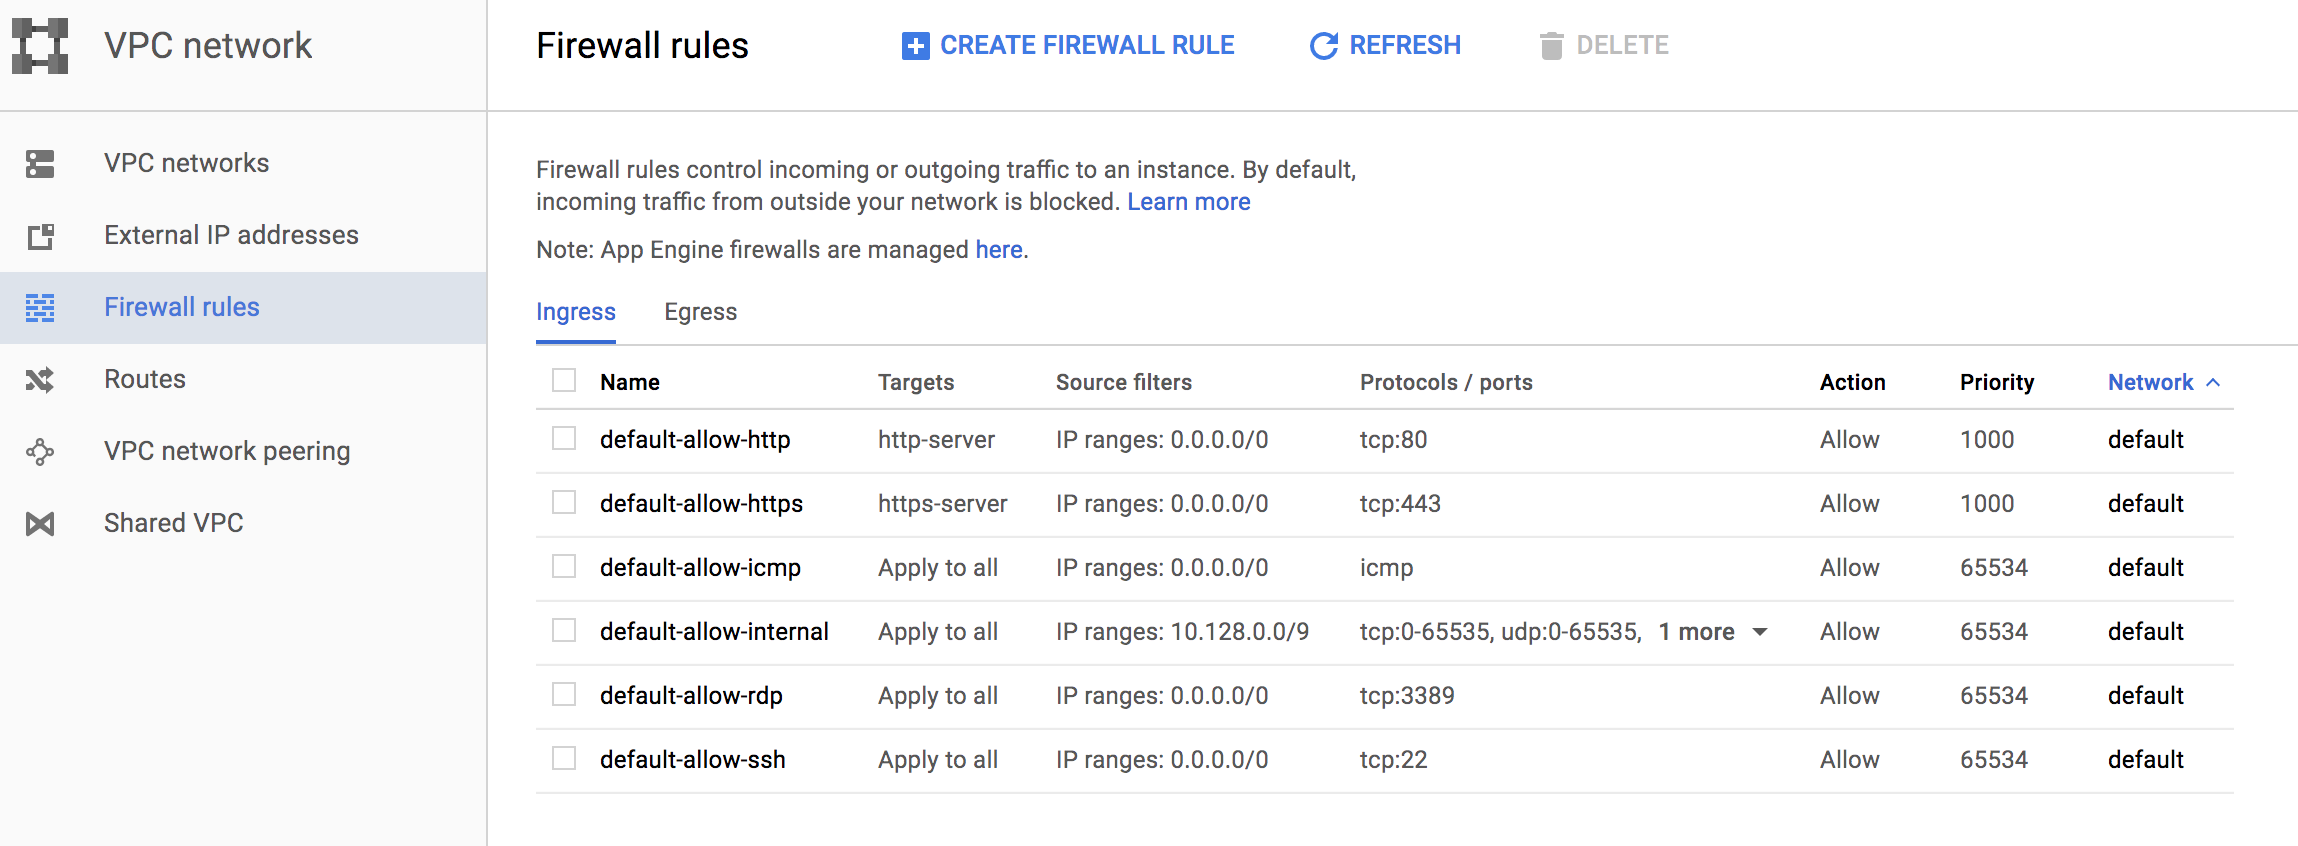 VPC network
Firewall rules
CREATE FIREWALL RULE
REFRESH
DELETE
VPC networks
External IP addresses
Firewall rules
Routes
VPC network peering
Shared VPC
Firewall rules control incoming or outgoing traffic to an instance. By default,
incoming traffic from outside your network is blocked. Learn more
Note: App Engine firewalls are managed here.
Ingress Egress
Name Targets Source filters Protocols / ports Action Priority Network
default-allow-http http-server IP ranges: 0.0.0.0/0 tcp:80 Allow 1000 default
default-allow-https https-server IP ranges: 0.0.0.0/0 tcp:443 Allow 1000 default
default-allow-icmp Apply to all IP ranges: 0.0.0.0/0 icmp Allow 65534 default
default-allow-internal Apply to all IP ranges: 10.128.0.0/9 tcp:0-65535, udp:0-65535, 1 more Allow 65534 default
default-allow-rdp Apply to all IP ranges: 0.0.0.0/0 tcp:3389 Allow 65534 default
default-allow-ssh Apply to all IP ranges: 0.0.0.0/0 tcp:22 Allow 65534 default